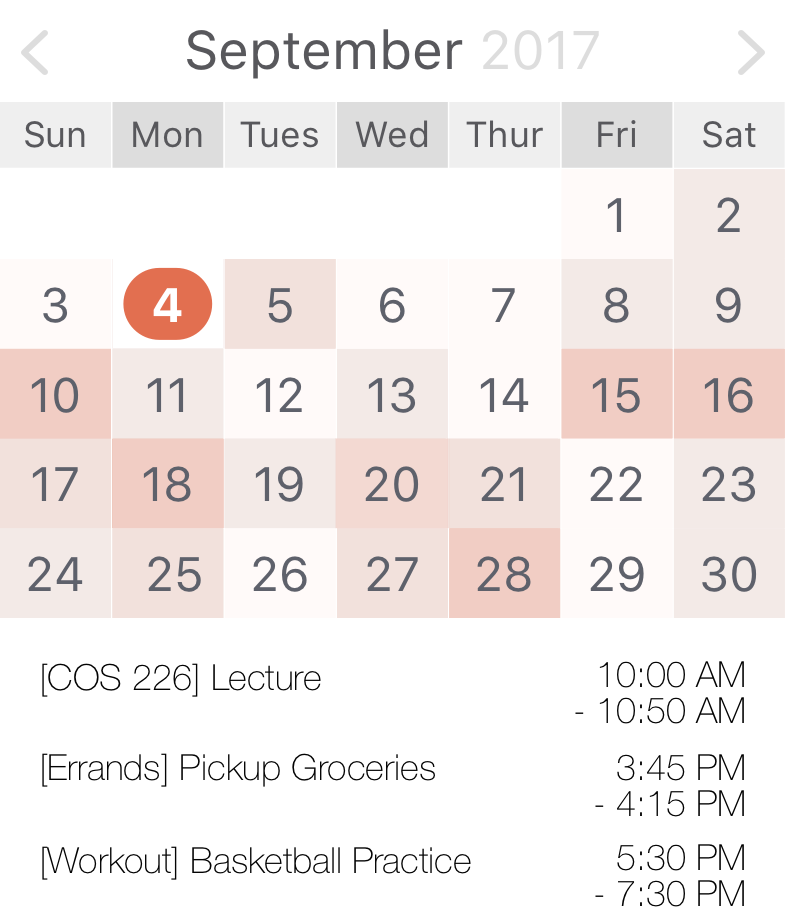 September 2017
Sun Mon Tues Wed Thur Fri Sat
1 2
3 4 5 6 7 8 9
10 11 12 13 14 15 16
17 18 19 20 21 22 23
24 25 26 27 28 29 30
[COS 226] Lecture 10:00 AM
- 10:50 AM
[Errands] Pickup Groceries 3:45 PM
- 4:15 PM
[Workout] Basketball Practice 5:30 PM
- 7:30 PM